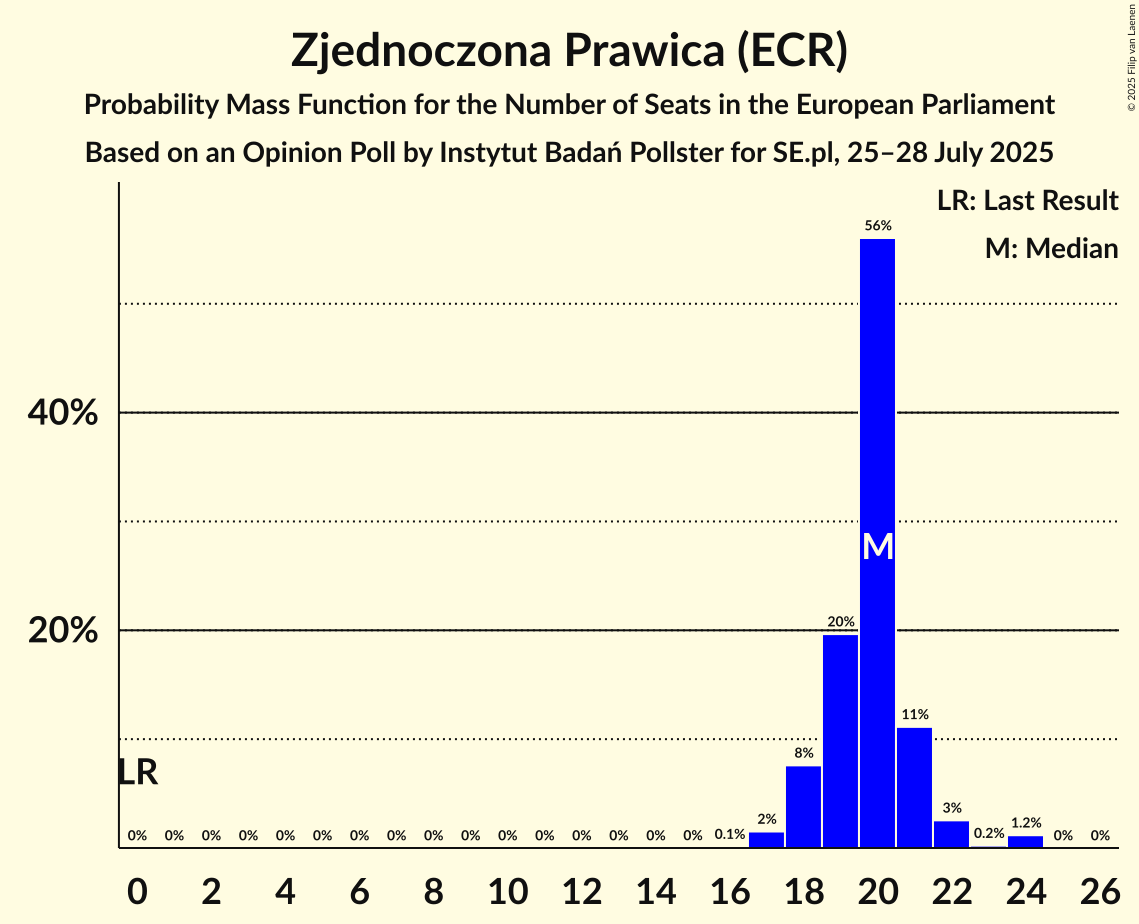 Zjednoczona Prawica (ECR)
Probability Mass Function for the Number of Seats in the European Parliament
Based on an Opinion Poll by Instytut Badań Pollster for SE.pl, 25–28 July 2025
© 2025 Filip van Laenen
LR: Last Result
M: Median
56%
40%
M
20%
20%
11%
8%
LR
3%
2%
1.2%
0% 0% 0% 0% 0% 0% 0% 0% 0% 0% 0% 0% 0% 0% 0% 0% 0.1% 0.2% 0% 0%
0 2 4 6 8 10 12 14 16 18 20 22 24 26